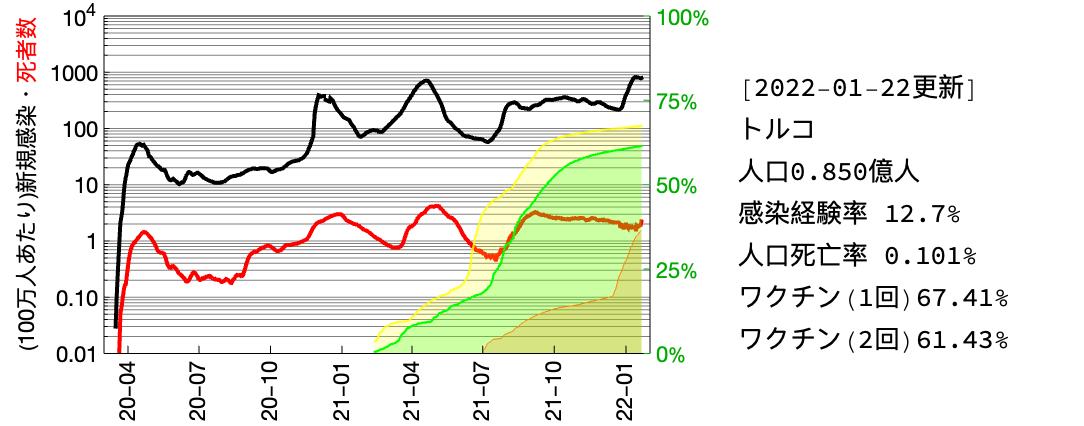 (100万人あたり)新規感染・死者数
10^4
1000
100
10
1
0.10
0.01
100%
75%
50%
25%
0%
20-04
20-07
20-10
21-01
21-04
21-07
21-10
22-01
[2022-01-22更新]
トルコ
人口0.850億人
感染経験率 12.7%
人口死亡率 0.101%
ワクチン(1回)67.41%
ワクチン(2回)61.43%